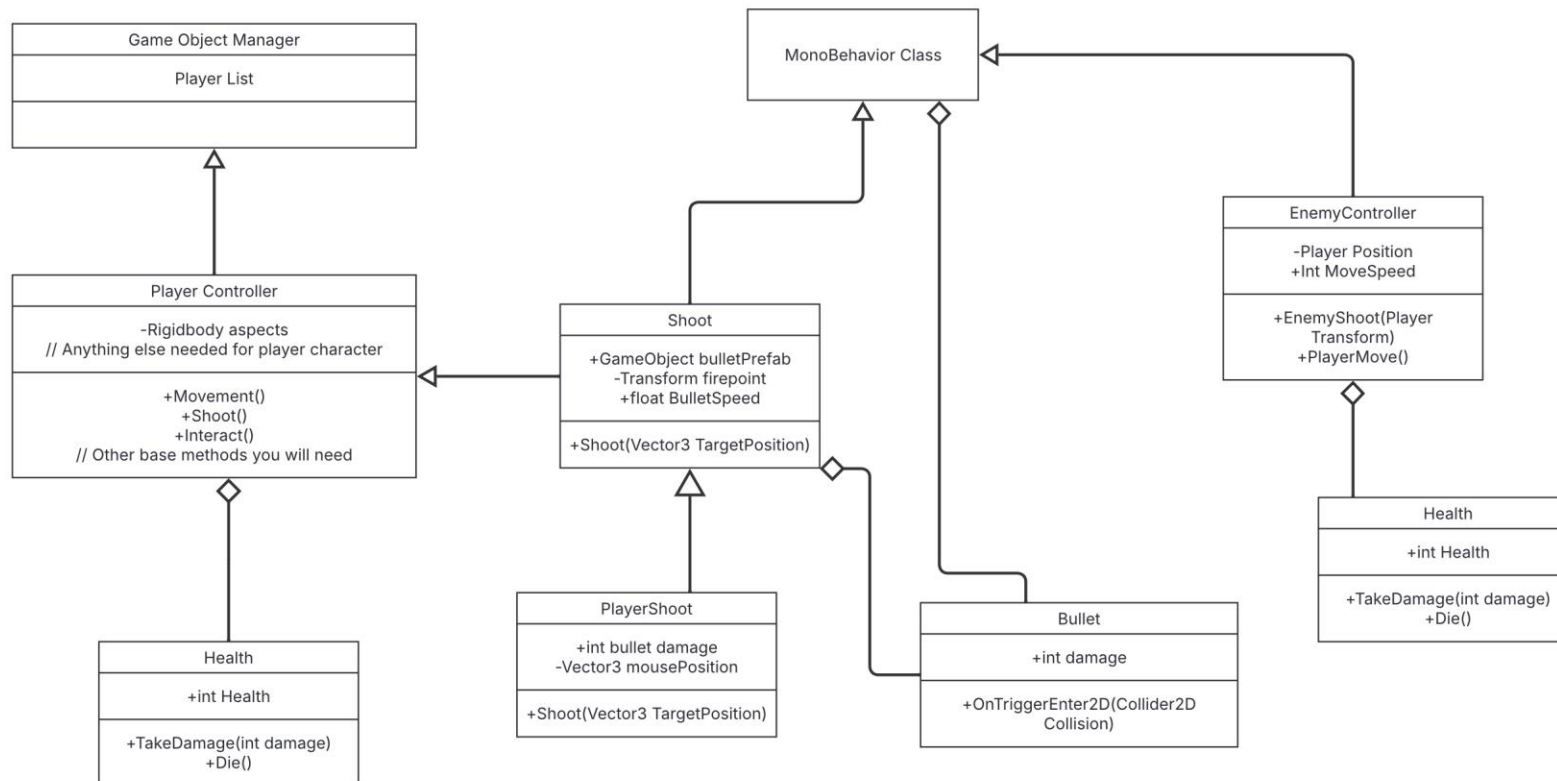 Game Object Manager
Player List
MonoBehavior Class
EnemyController
-Player Position
+Int MoveSpeed
+EnemyShoot(Player
Transform)
+PlayerMove()
Player Controller
-Rigidbody aspects
// Anything else needed for player character
+Movement()
+Shoot()
+Interact()
// Other base methods you will need
Shoot
+GameObject bulletPrefab
-Transform firepoint
+float BulletSpeed
+Shoot(Vector3 TargetPosition)
Health
+int Health
+TakeDamage(int damage)
+Die()
PlayerShoot
+int bullet damage
-Vector3 mousePosition
+Shoot(Vector3 TargetPosition)
Bullet
+int damage
+OnTriggerEnter2D(Collider2D
Collision)
Health
+int Health
+TakeDamage(int damage)
+Die()